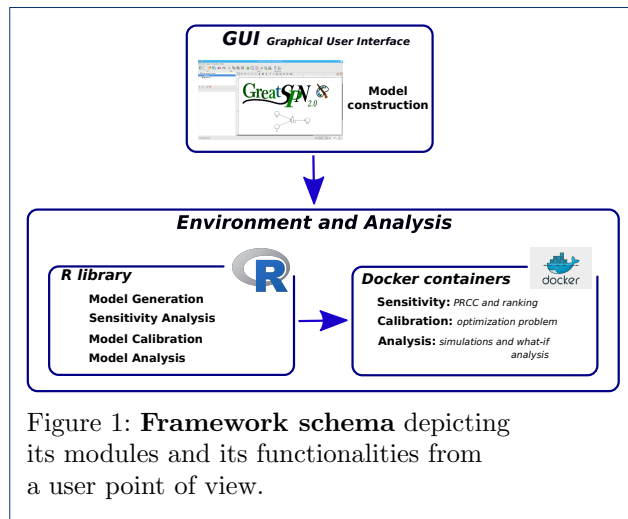 GUI Graphical User Interface
GreatSPN 2.0
Model
construction
Environment and Analysis
R library
R
Model Generation
Sensitivity Analysis
Model Calibration
Model Analysis
docker
Docker containers
Sensitivity: PRCC and ranking
Calibration: optimization problem
Analysis: simulations and what-if
analysis
Figure 1: Framework schema depicting
its modules and its functionalities from
a user point of view.